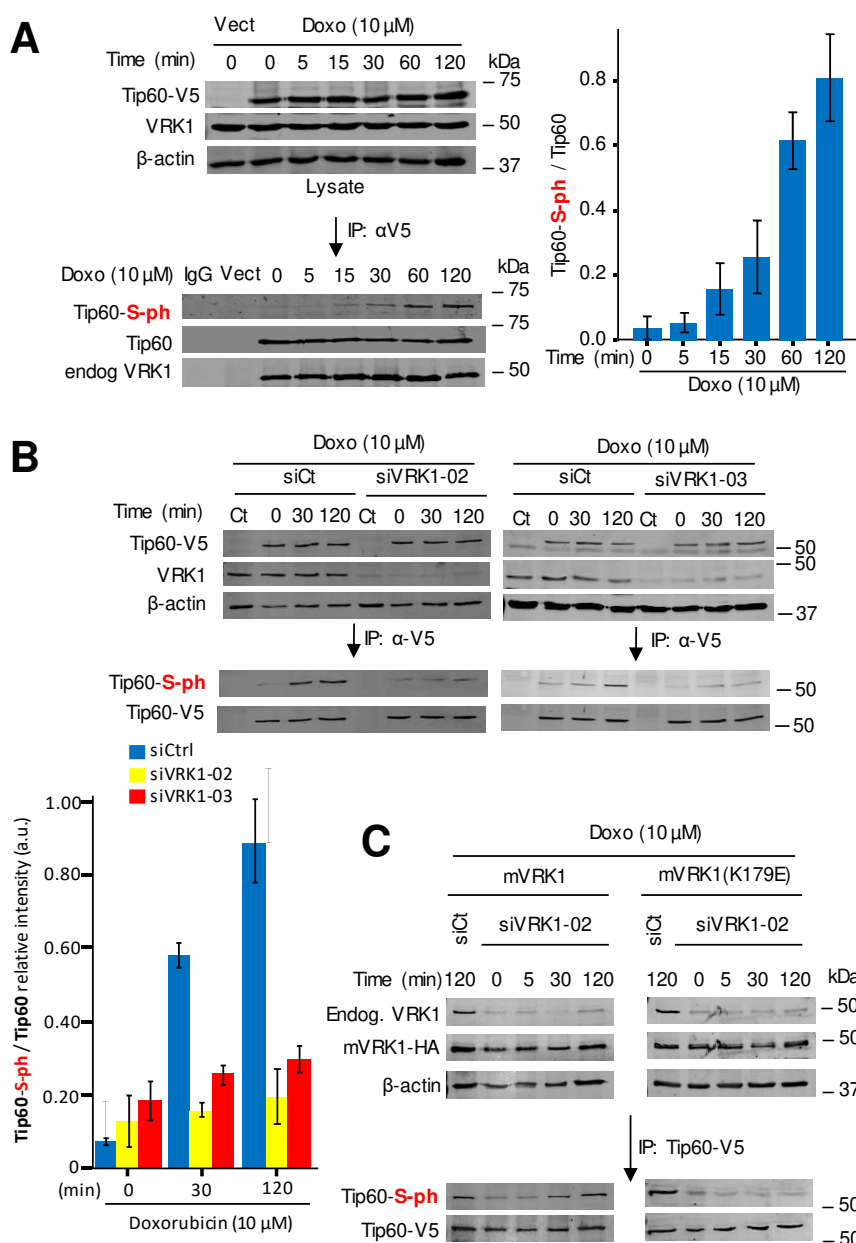 A
Vect Doxo (10 µM)
Time (min) 0 0 5 15 30 60 120 kDa
Tip60-V5 – 75
VRK1 – 50
β-actin – 37
Lysate
IP: αV5
Doxo (10 µM) IgG Vect 0 5 15 30 60 120 kDa
– 75
Tip60-S-ph
– 75
Tip60
endog VRK1 – 50
Tip60-S-ph / Tip60
0.8
0.6
0.4
0.2
0.0
Time (min) 0 5 15 30 60 120
Doxo (10 µM)
B
Doxo (10 µM) Doxo (10 µM)
siCt siVRK1-02 siCt siVRK1-03
Time (min) Ct 0 30 120 Ct 0 30 120 Ct 0 30 120 Ct 0 30 120
Tip60-V5 – 50
VRK1 – 50
β-actin – 37
IP: α-V5 IP: α-V5
Tip60-S-ph – 50
Tip60-V5 – 50
siCtrl
siVRK1-02
siVRK1-03
Tip60-S-ph / Tip60 relative intensity (a.u.)
1.00
0.80
0.60
0.40
0.20
0
(min) 0 30 120
Doxorubicin (10 µM)
C
Doxo (10 µM)
mVRK1 mVRK1(K179E)
siCt siVRK1-02 siCt siVRK1-02
Time (min) 120 0 5 30 120 120 0 5 30 120 kDa
Endog. VRK1 – 50
mVRK1-HA – 50
β-actin – 37
IP: Tip60-V5
Tip60-S-ph – 50
Tip60-V5 – 50